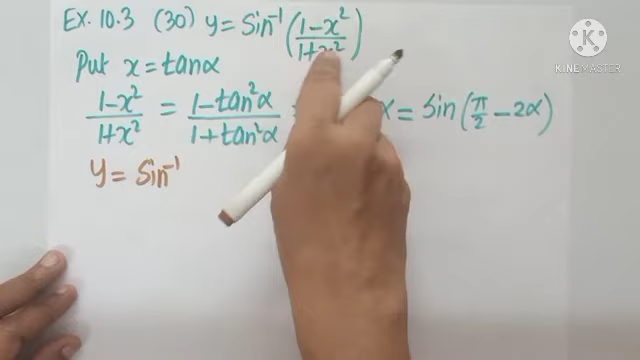 Ex. 10.3 (30) y = Sin⁻¹ (1-x²/1+x²)
Put x = tanα
1-x²/1+x² = 1-tan²α/1+tan²α = α = Sin(π/2 - 2α)
y = Sin⁻¹
KINEMASTER